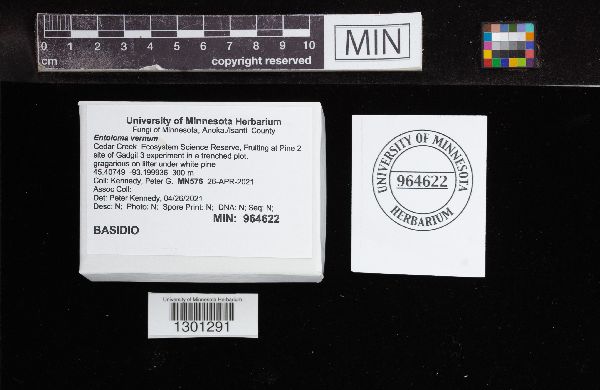 0 1 2 3 4 5 6 7 8 9 10
cm
copyright reserved
MIN
University of Minnesota Herbarium
Fungi of Minnesota, Anoka./Isanti County
Entoloma vernum
Cedar Creek Ecosystem Science Reserve, Fruiting at Pine 2
site of Gadgil 3 experiment in a trenched plot.
gragarious on litter under white pine
45.40749 -93.199936 300 m
Coll: Kennedy, Peter G. MN576 26-APR-2021
Assoc Coll:
Det: Peter Kennedy, 04/26/2021
Desc: N; Photo: N; Spore Print: N; DNA: N; Seq: N;
MIN: 964622
BASIDIO
UNIVERSITY OF MINNESOTA
964622
HERBARIUM
University of Minnesota Herbarium
1301291